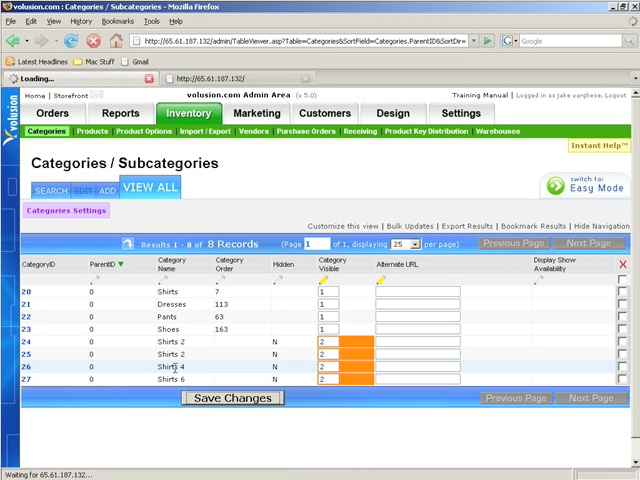 volusion.com : Categories / Subcategories - Mozilla Firefox
File Edit View History Bookmarks Tools Help
http://65.61.187.132/admin/TableViewer.asp?Table=Categories&SortField=Categories.ParentID&SortDir=
Google
Latest Headlines Mac Stuff Gmail
Loading... http://65.61.187.132/
Home | Storefront volusion.com Admin Area (v 5.0) Training Manual | Logged in as jake varghese. Logout
volusion
Orders Reports Inventory Marketing Customers Design Settings
Categories Products Product Options Import / Export Vendors Purchase Orders Receiving Product Key Distribution Warehouses
Instant Help™
Categories / Subcategories
SEARCH EDIT ADD VIEW ALL
switch to:
Easy Mode
Categories Settings
Customize this view | Bulk Updates | Export Results | Bookmark Results | Hide Navigation
Results 1 - 8 of 8 Records (Page 1 of 1, displaying 25 per page) Previous Page Next Page
CategoryID ParentID Category Name Category Order Hidden Category Visible Alternate URL Display Show Availability X
20 0 Shirts 7 1
21 0 Dresses 113 1
22 0 Pants 63 1
23 0 Shoes 163 1
24 0 Shirts 2 N 2
25 0 Shirts 2 N 2
26 0 Shirts 4 N 2
27 0 Shirts 6 N 2
Save Changes Previous Page Next Page
Waiting for 65.61.187.132...